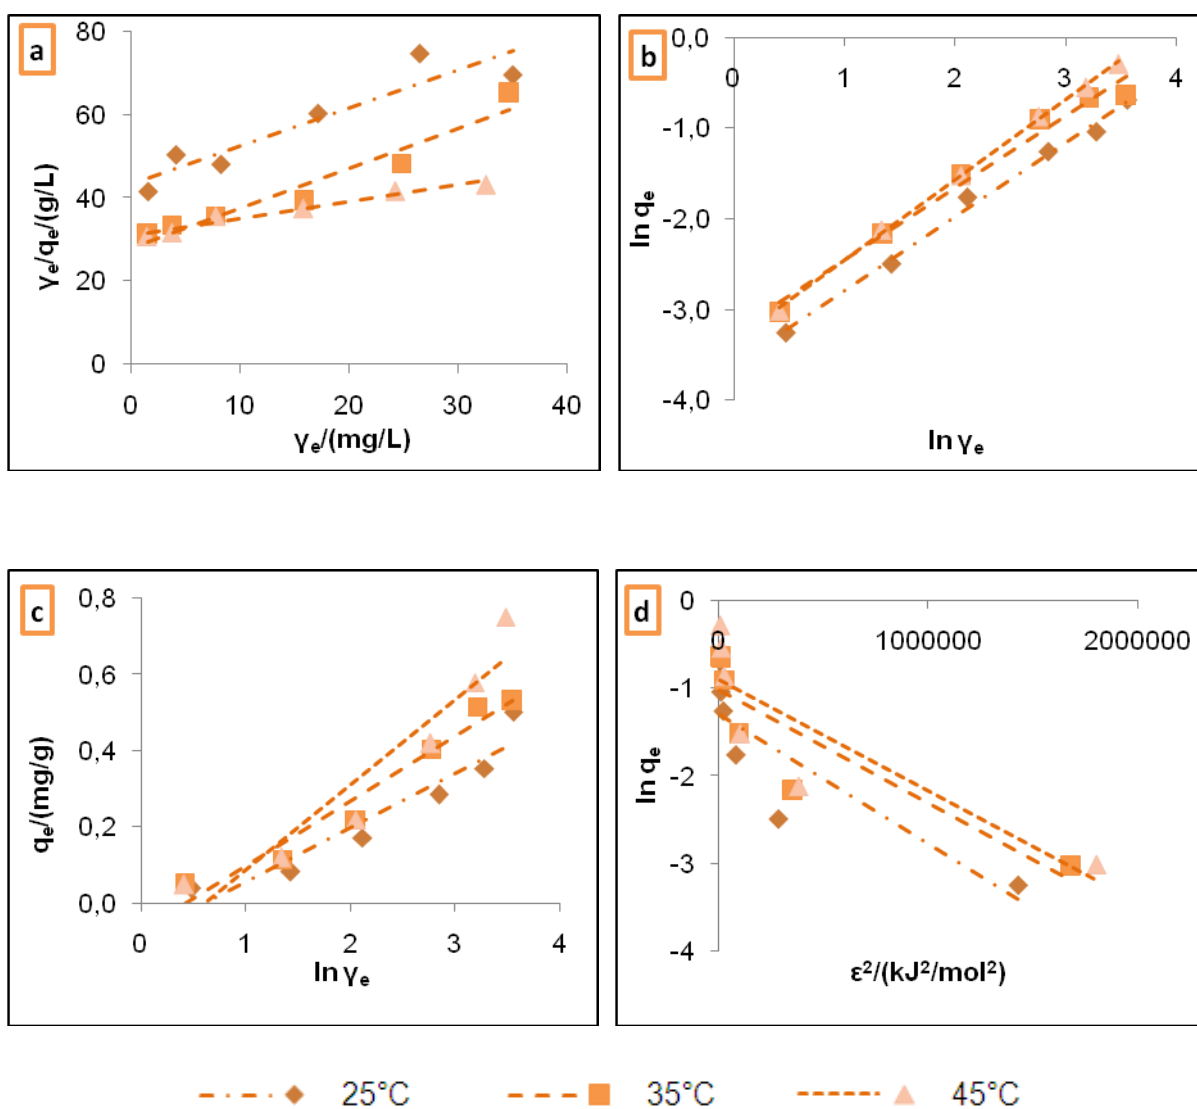 a
80
60
40
20
0
0 10 20 30 40
γe/qe/(g/L)
γe/(mg/L)
b
0,0
-1,0
-2,0
-3,0
-4,0
0 1 2 3 4
ln qe
ln γe
c
0,8
0,6
0,4
0,2
0,0
0 1 2 3 4
qe/(mg/g)
ln γe
d
0
-1
-2
-3
-4
0 1000000 2000000
ln qe
ε²/(kJ²/mol²)
25°C 35°C 45°C